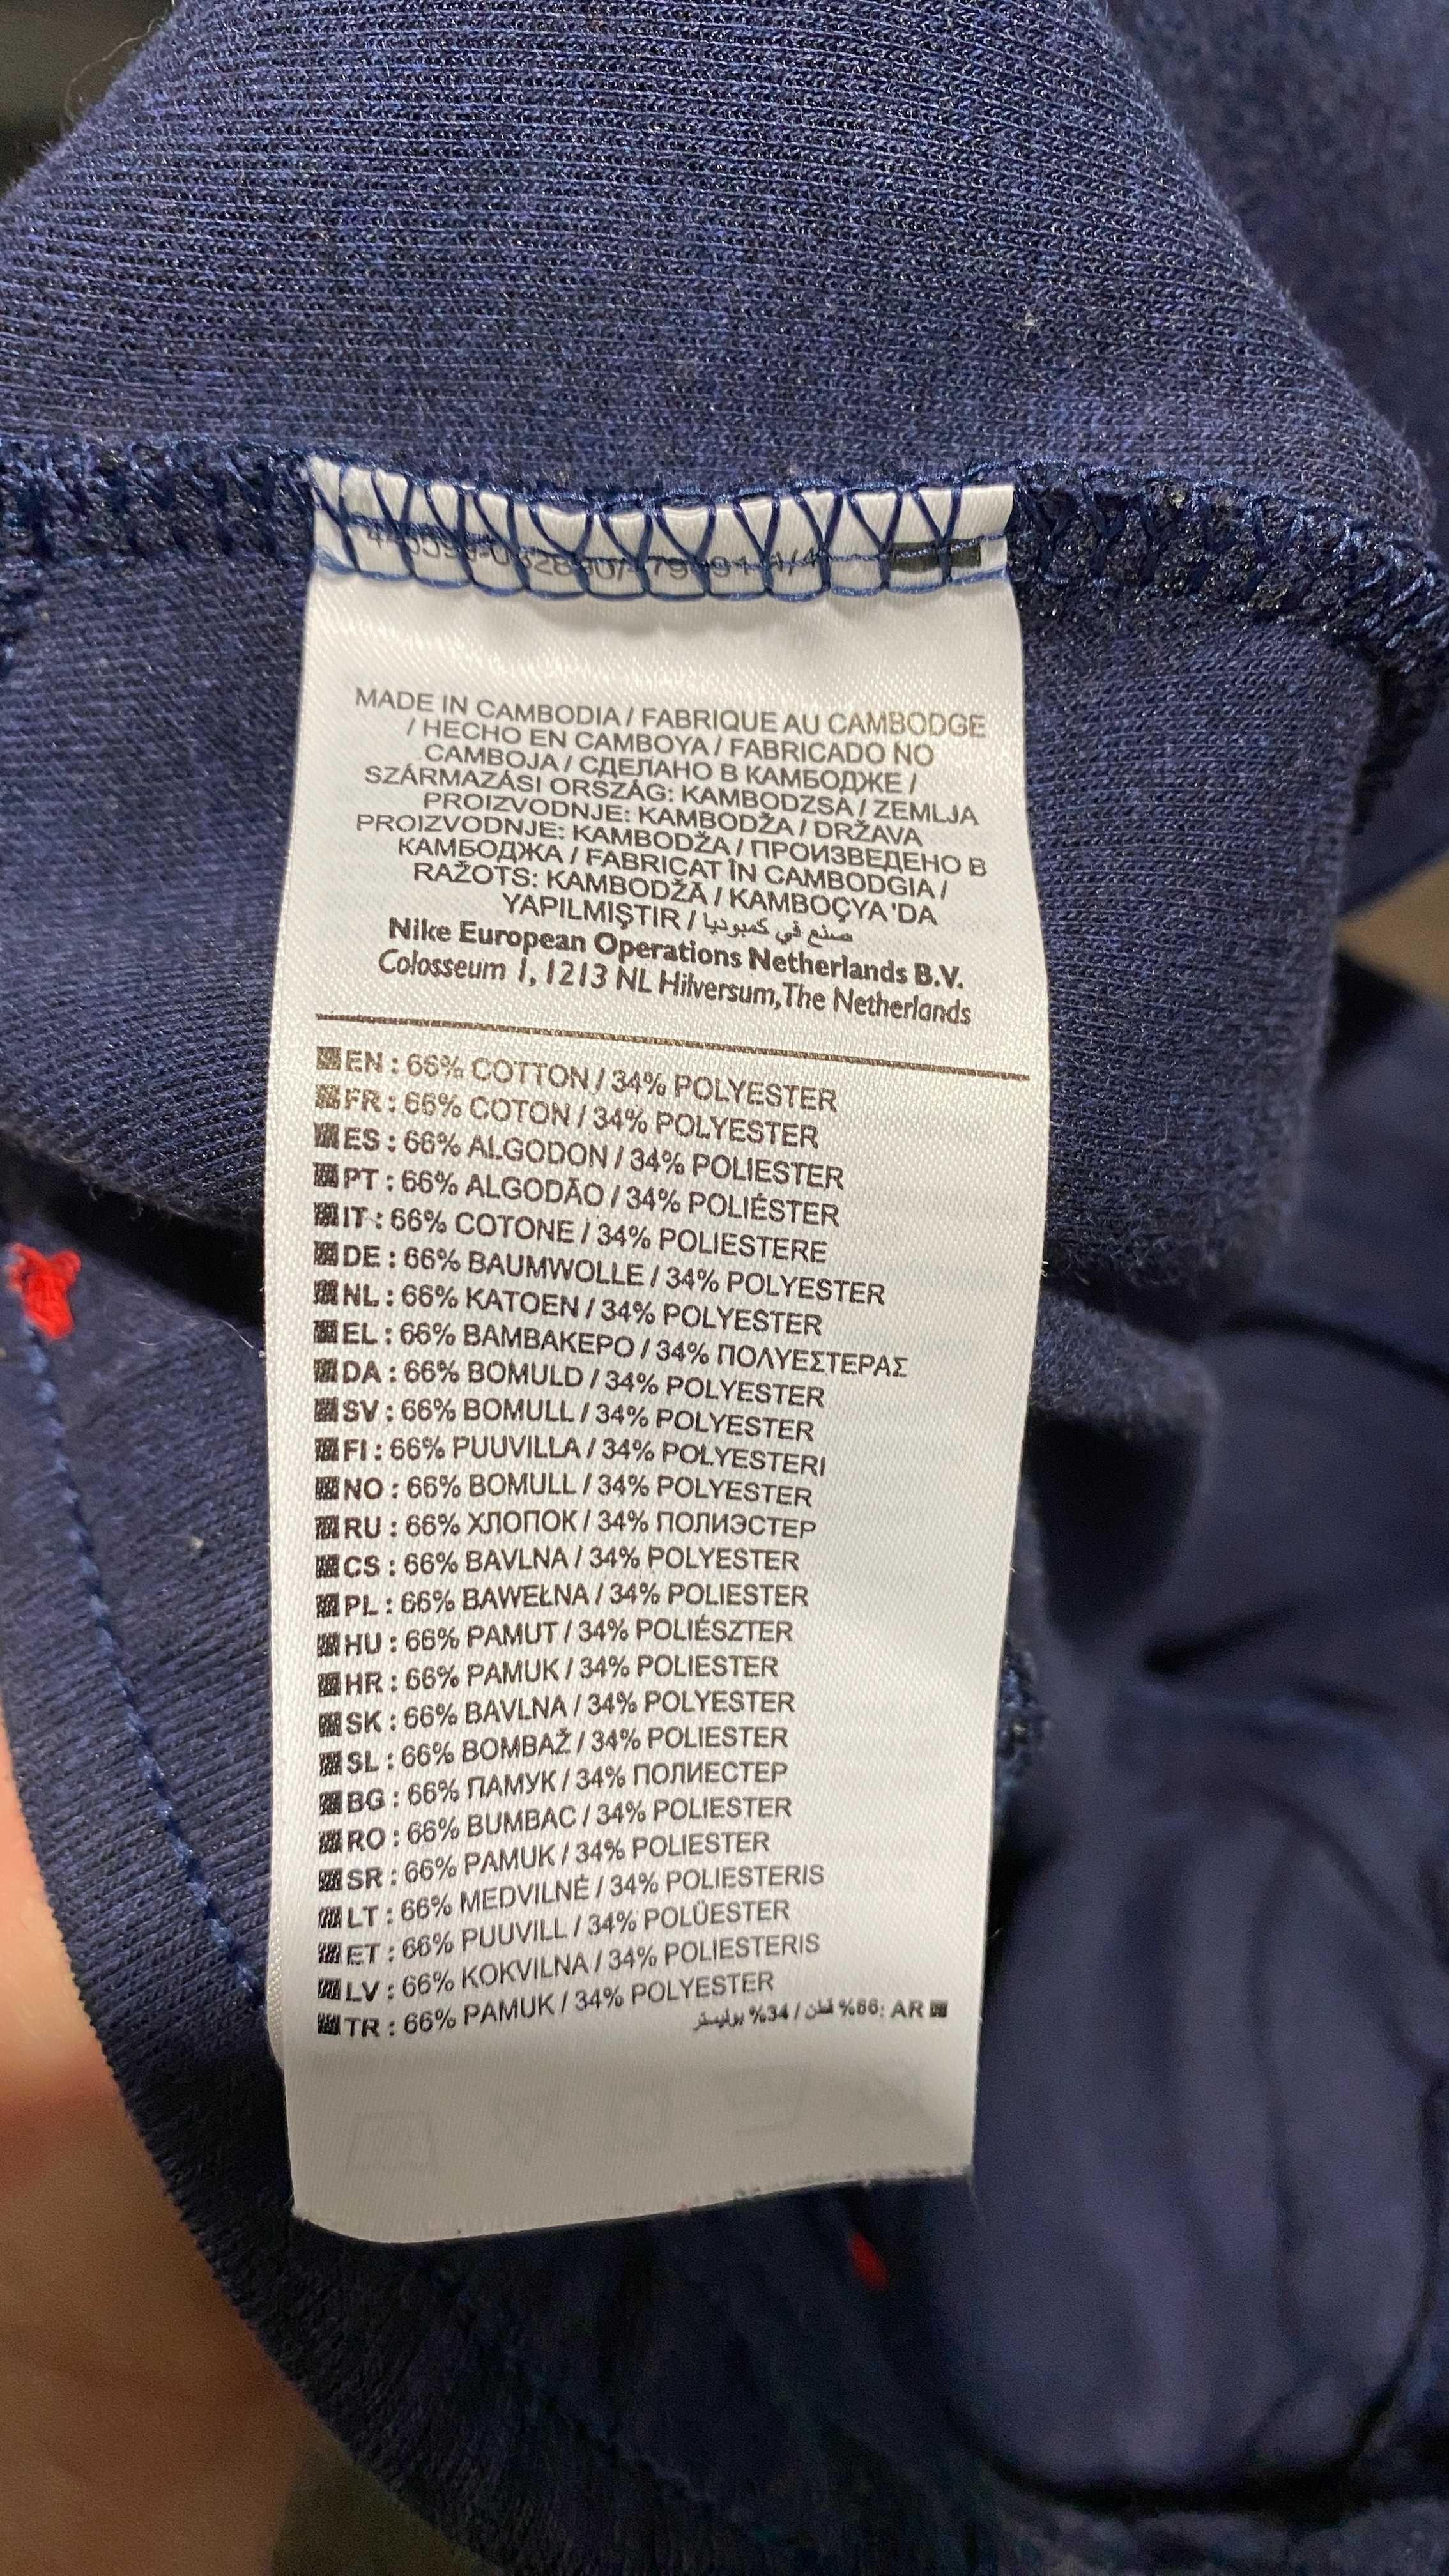 MADE IN CAMBODIA / FABRIQUE AU CAMBODGE
/ HECHO EN CAMBOYA / FABRICADO NO
CAMBOJA / СДЕЛАНО В КАМБОДЖЕ /
SZÁRMAZÁSI ORSZÁG: KAMBODZSA / ZEMLJA
PROIZVODNJE: KAMBODŽA / DRŽAVA
PROIZVODNJE: KAMBODŽA / ПРОИЗВЕДЕНО В
КАМБОДЖА / FABRICAT ÎN CAMBODGIA /
RAŽOTS: KAMBODŽĀ / KAMBOÇYA 'DA
YAPILMIŞTIR / صنع في كمبوديا
Nike European Operations Netherlands B.V.
Colosseum 1, 1213 NL Hilversum, The Netherlands
EN : 66% COTTON / 34% POLYESTER
FR : 66% COTON / 34% POLYESTER
ES : 66% ALGODON / 34% POLIESTER
PT : 66% ALGODÃO / 34% POLIÉSTER
IT : 66% COTONE / 34% POLIESTERE
DE : 66% BAUMWOLLE / 34% POLYESTER
NL : 66% KATOEN / 34% POLYESTER
EL : 66% ΒΑΜΒΑΚΕΡΟ / 34% ΠΟΛΥΕΣΤΕΡΑΣ
DA : 66% BOMULD / 34% POLYESTER
SV : 66% BOMULL / 34% POLYESTER
FI : 66% PUUVILLA / 34% POLYESTERI
NO : 66% BOMULL / 34% POLYESTER
RU : 66% ХЛОПОК / 34% ПОЛИЭСТЕР
CS : 66% BAVLNA / 34% POLYESTER
PL : 66% BAWEŁNA / 34% POLIESTER
HU : 66% PAMUT / 34% POLIÉSZTER
HR : 66% PAMUK / 34% POLIESTER
SK : 66% BAVLNA / 34% POLYESTER
SL : 66% BOMBAŽ / 34% POLIESTER
BG : 66% ПАМУК / 34% ПОЛИЕСТЕР
RO : 66% BUMBAC / 34% POLIESTER
SR : 66% PAMUK / 34% POLIESTER
LT : 66% MEDVILNĖ / 34% POLIESTERIS
ET : 66% PUUVILL / 34% POLÜESTER
LV : 66% KOKVILNA / 34% POLIESTERIS
TR : 66% PAMUK / 34% POLYESTER
AR :66% قطن / 34% بوليستر